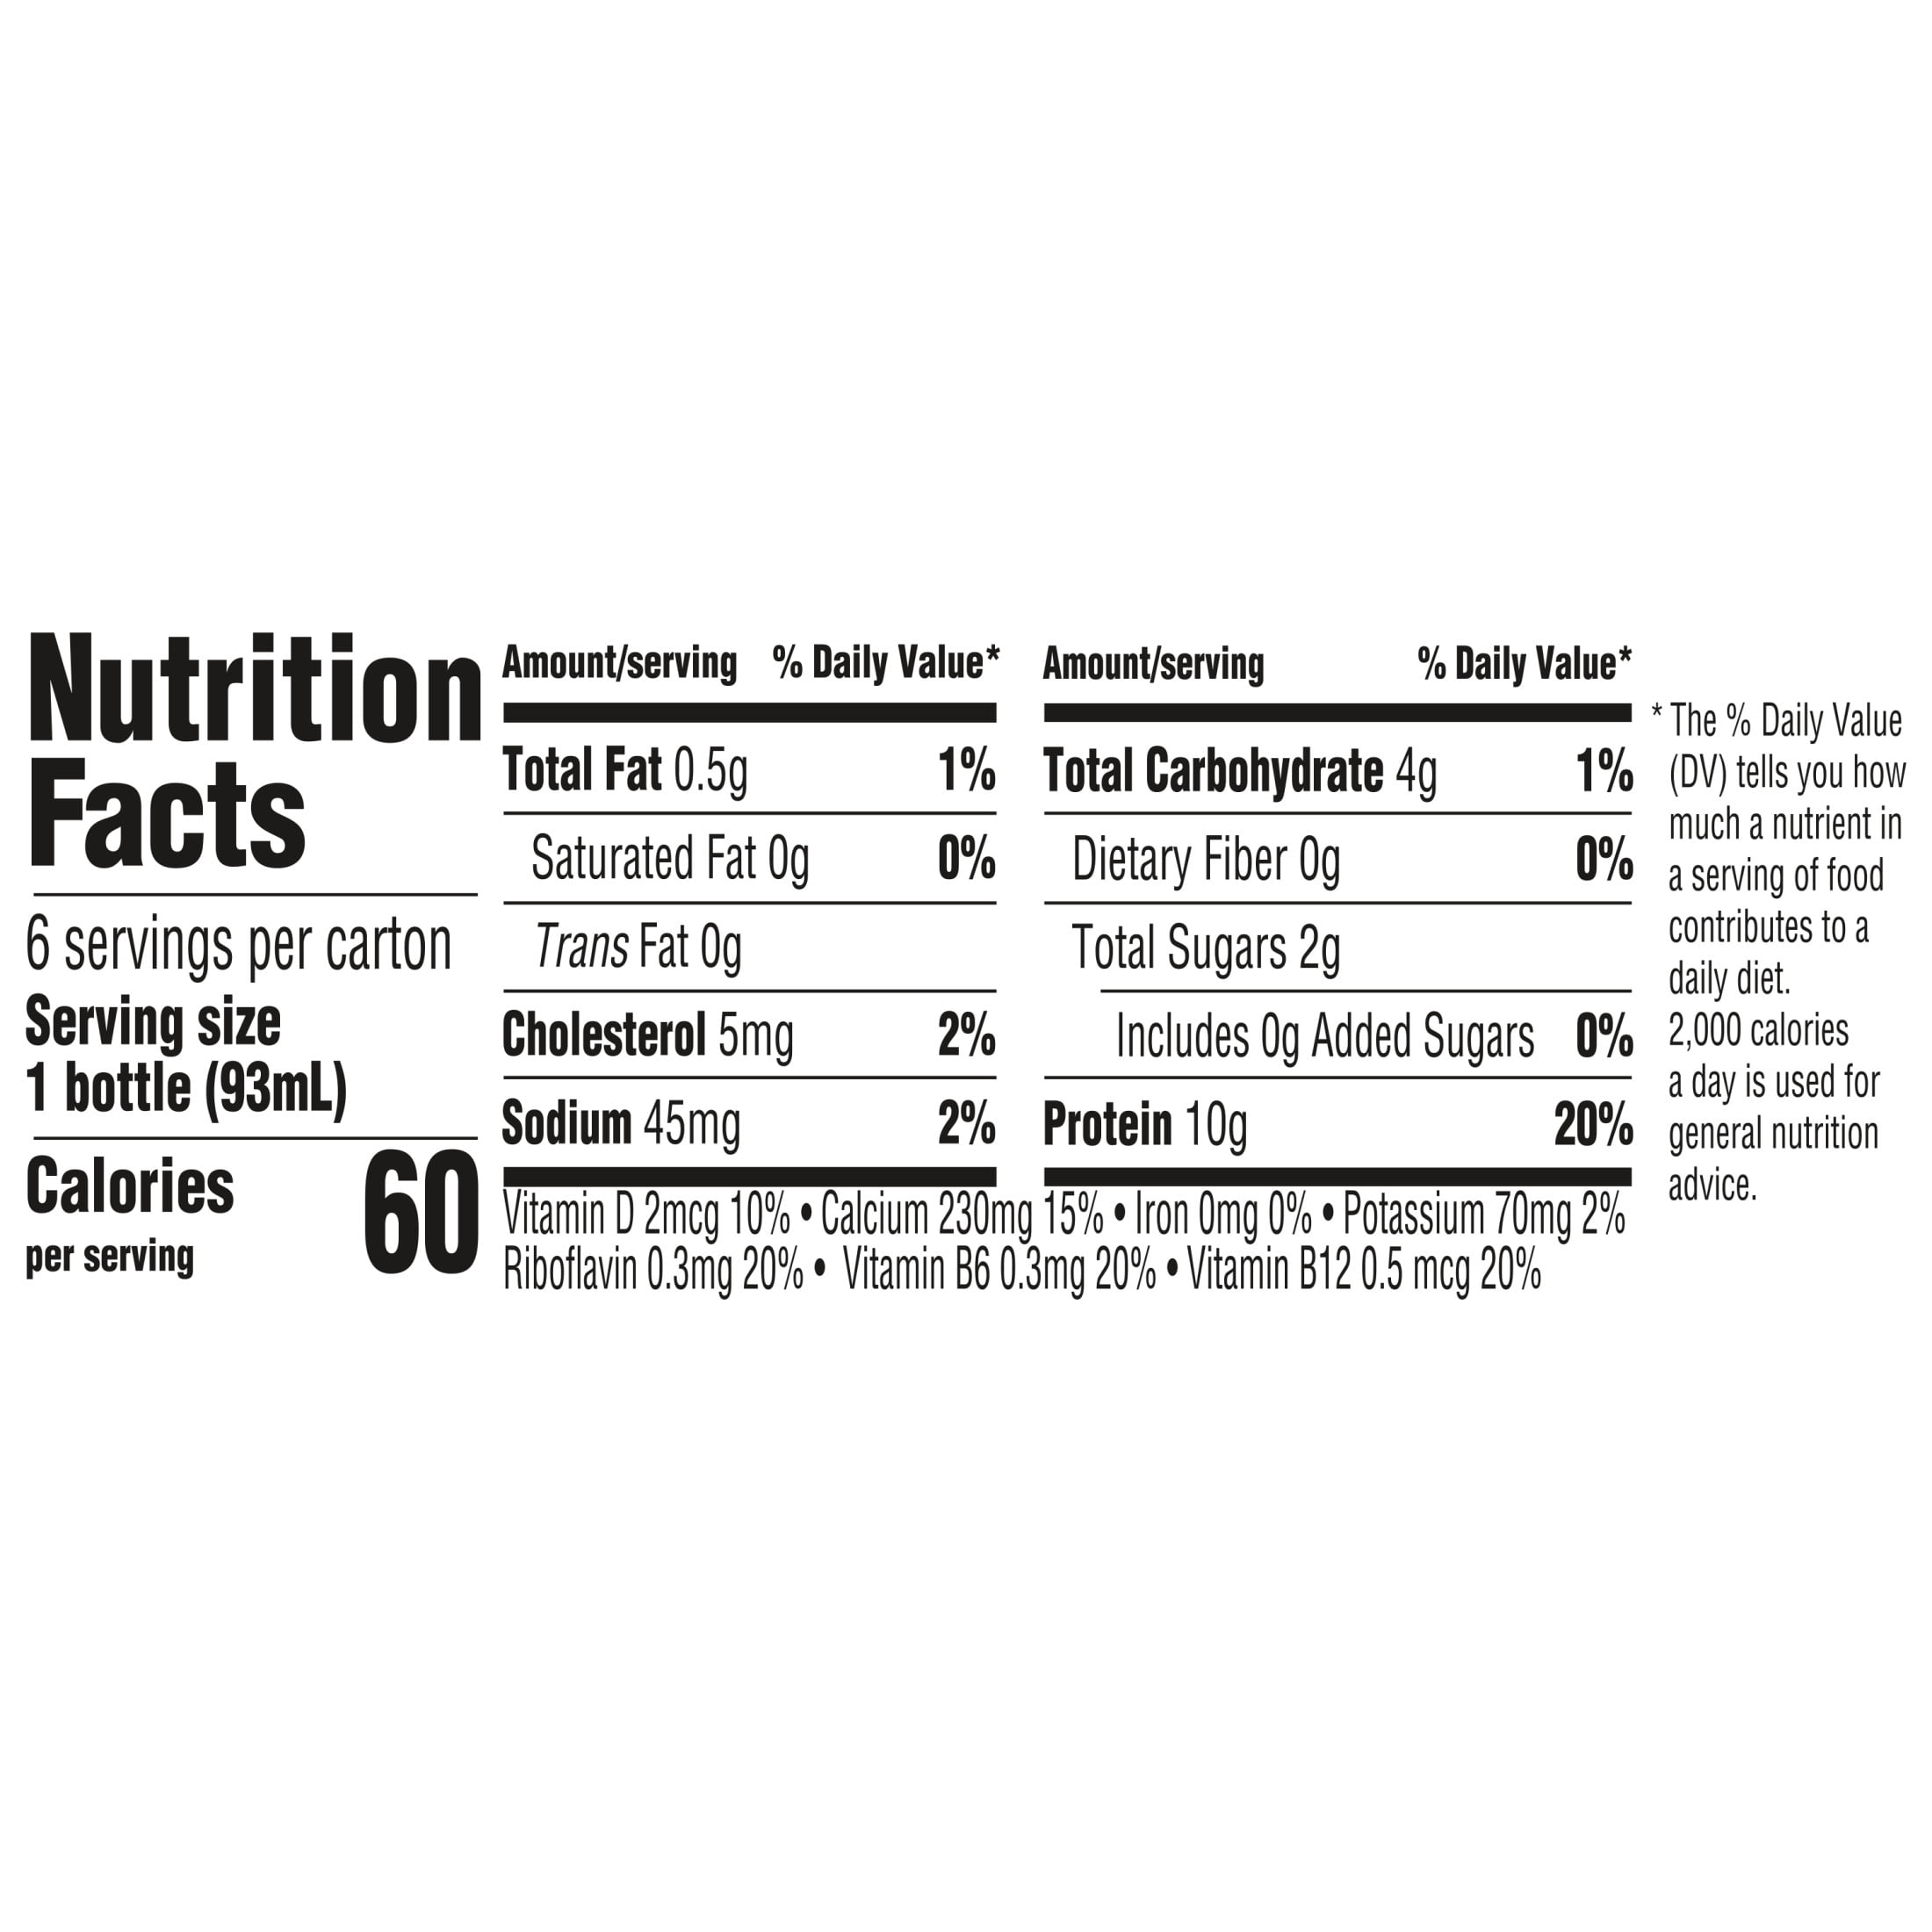 Nutrition
Facts
6 servings per carton
Serving size
1 bottle (93mL)
Calories 60
per serving
Amount/serving % Daily Value*
Total Fat 0.5g 1%
Saturated Fat 0g 0%
Trans Fat 0g
Cholesterol 5mg 2%
Sodium 45mg 2%
Amount/serving % Daily Value*
Total Carbohydrate 4g 1%
Dietary Fiber 0g 0%
Total Sugars 2g
Includes 0g Added Sugars 0%
Protein 10g 20%
Vitamin D 2mcg 10% • Calcium 230mg 15% • Iron 0mg 0% • Potassium 70mg 2%
Riboflavin 0.3mg 20% • Vitamin B6 0.3mg 20% • Vitamin B12 0.5 mcg 20%
* The % Daily Value
(DV) tells you how
much a nutrient in
a serving of food
contributes to a
daily diet.
2,000 calories
a day is used for
general nutrition
advice.